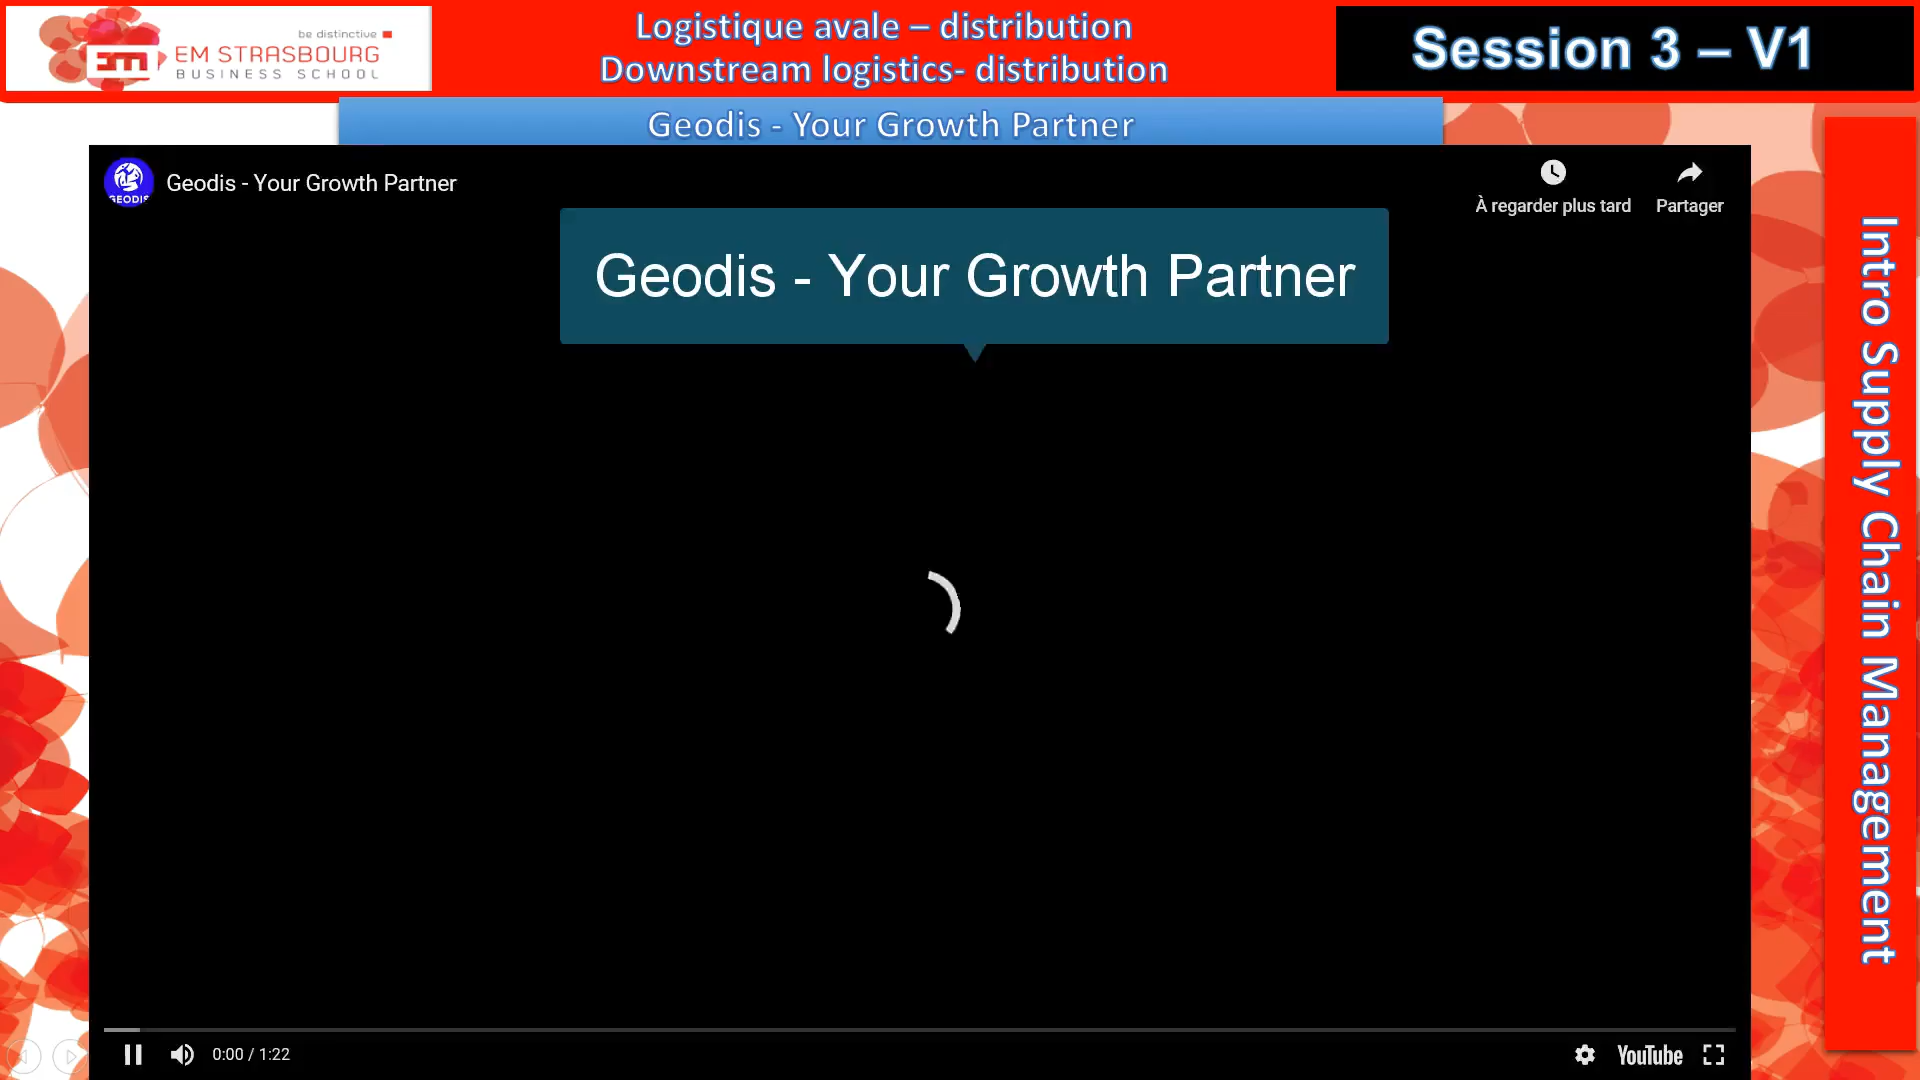 be distinctive
EM STRASBOURG
BUSINESS SCHOOL
Logistique avale – distribution
Downstream logistics- distribution
Session 3 – V1
Geodis - Your Growth Partner
GEODIS
Geodis - Your Growth Partner
À regarder plus tard
Partager
Geodis - Your Growth Partner
Intro Supply Chain Management
0:00 / 1:22
YouTube